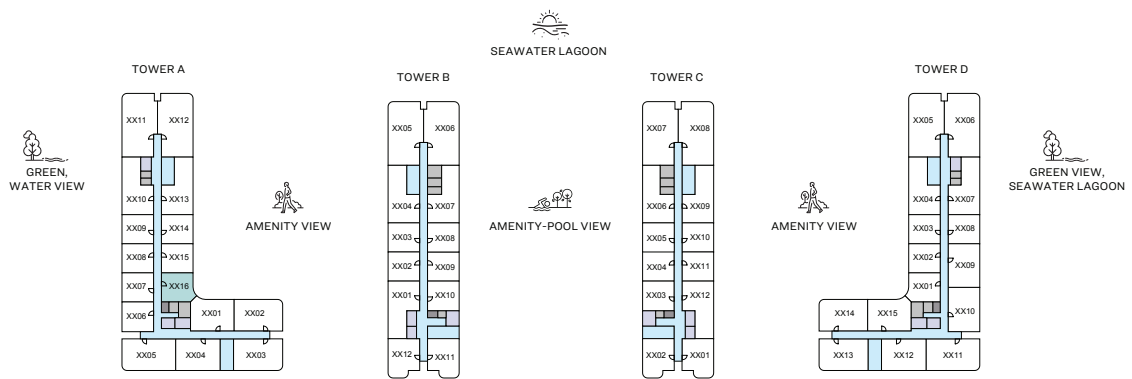 SEAWATER LAGOON
TOWER A
TOWER B
TOWER C
TOWER D
GREEN,
WATER VIEW
AMENITY VIEW
AMENITY-POOL VIEW
AMENITY VIEW
GREEN VIEW,
SEAWATER LAGOON
XX11 XX12
XX10 XX13
XX09 XX14
XX08 XX15
XX07 XX16
XX06 XX01 XX02
XX05 XX04 XX03
XX05 XX06
XX04 XX07
XX03 XX08
XX02 XX09
XX01 XX10
XX12 XX11
XX07 XX08
XX06 XX09
XX05 XX10
XX04 XX11
XX03 XX12
XX02 XX01
XX05 XX06
XX04 XX07
XX03 XX08
XX02 XX09
XX01
XX14 XX15 XX10
XX13 XX12 XX11